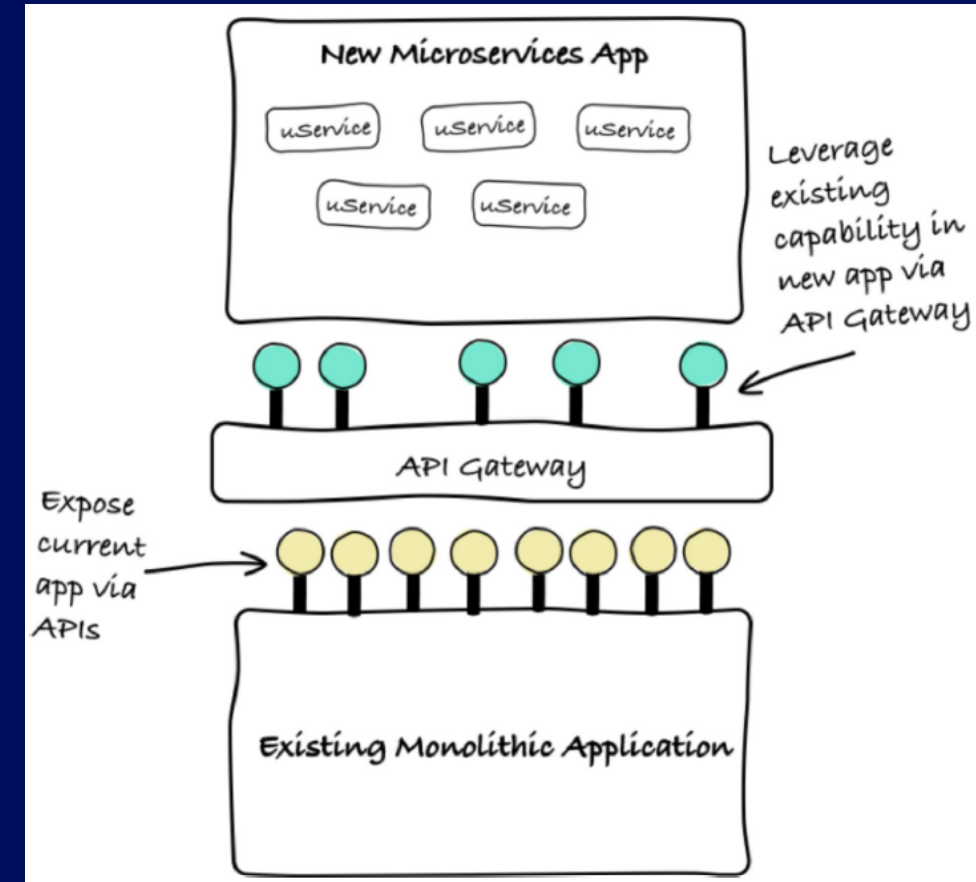 New Microservices App
uService
uService
uService
uService
uService
Leverage
existing
capability in
new app via
API Gateway
API Gateway
Expose
current
app via
APIs
Existing Monolithic Application